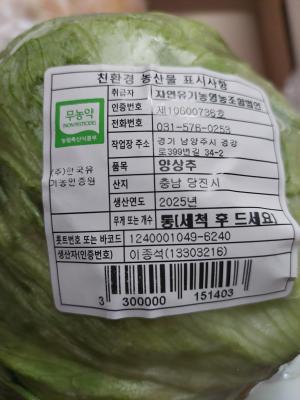 친환경 농산물 표시사항
무농약
(NON PESTICIDE)
농림축산식품부
(주)한국유
기농인증원
취급자 자연유기농영농조합법인
인증번호 제10600736호
전화번호 031-576-0253
작업장 주소 경기 남양주시 경강
로399번길 34-2
품목 양상추
산지 충남 당진시
생산연도 2025년
무게 또는 개수 통(세척 후 드세요)
롯트번호 또는 바코드 1240001049-6240
생산자(인증번호) 이종석(13303216)
3 300000 151403